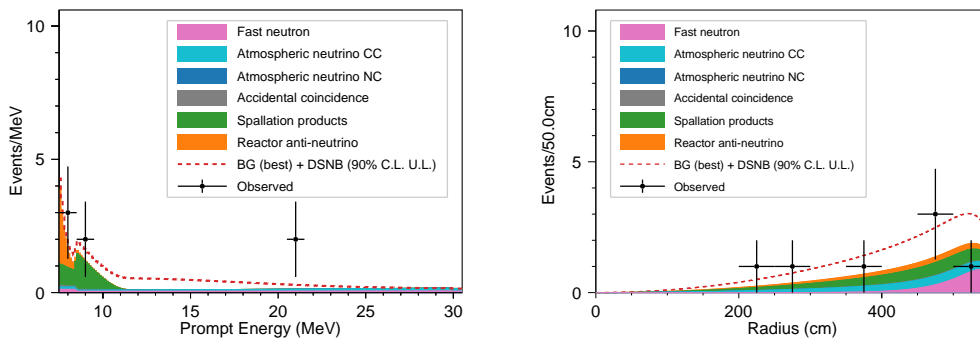 10
5
0
Events/MeV
Fast neutron
Atmospheric neutrino CC
Atmospheric neutrino NC
Accidental coincidence
Spallation products
Reactor anti-neutrino
BG (best) + DSNB (90% C.L. U.L.)
Observed
10 15 20 25 30
Prompt Energy (MeV)
10
5
0
Events/50.0cm
Fast neutron
Atmospheric neutrino CC
Atmospheric neutrino NC
Accidental coincidence
Spallation products
Reactor anti-neutrino
BG (best) + DSNB (90% C.L. U.L.)
Observed
0 200 400
Radius (cm)